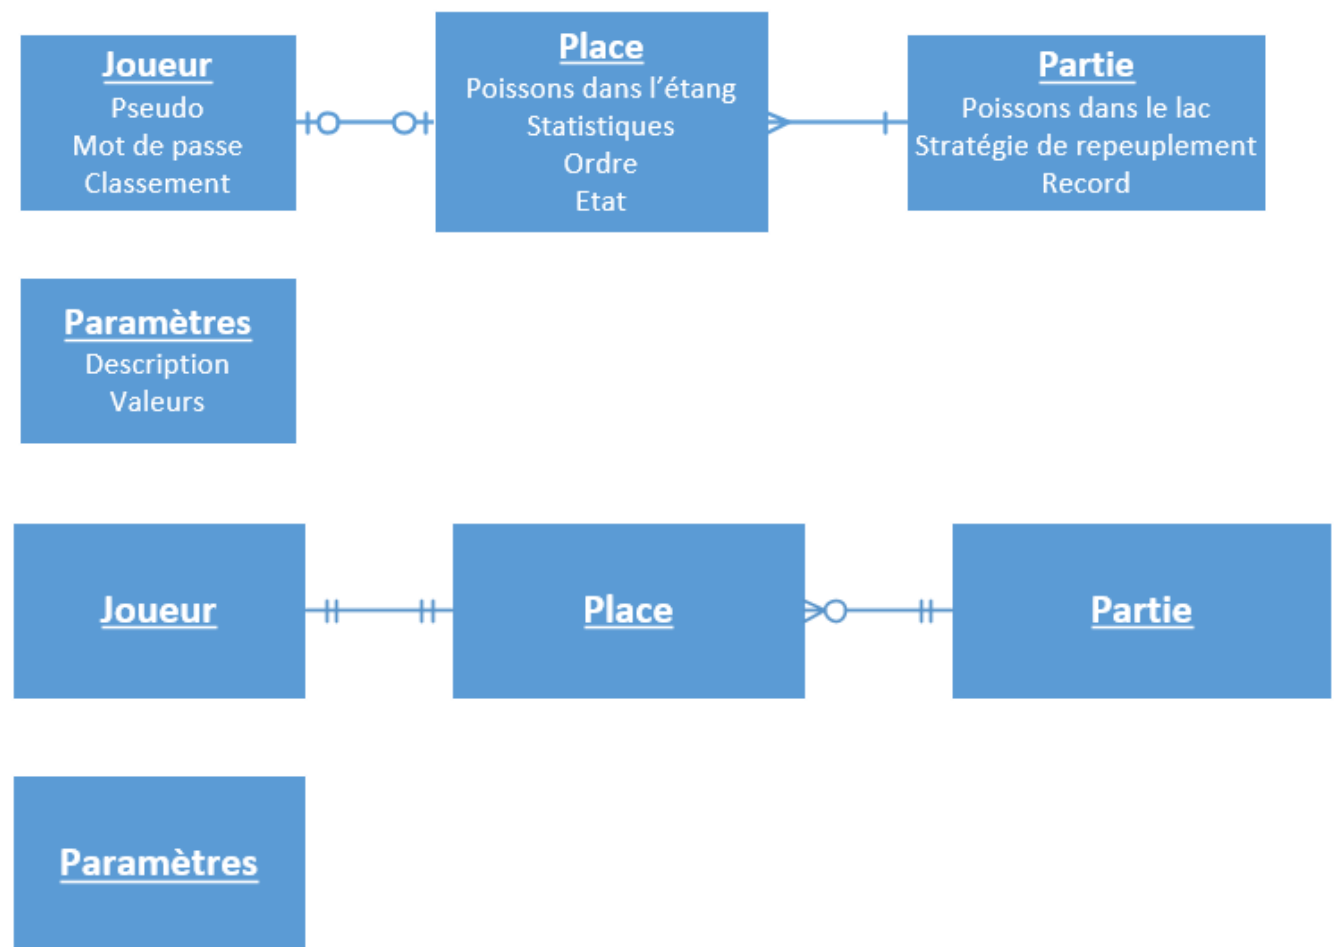 Joueur
Pseudo
Mot de passe
Classement
Place
Poissons dans l'étang
Statistiques
Ordre
Etat
Partie
Poissons dans le lac
Stratégie de repeuplement
Record
Paramètres
Description
Valeurs
Joueur
Place
Partie
Paramètres